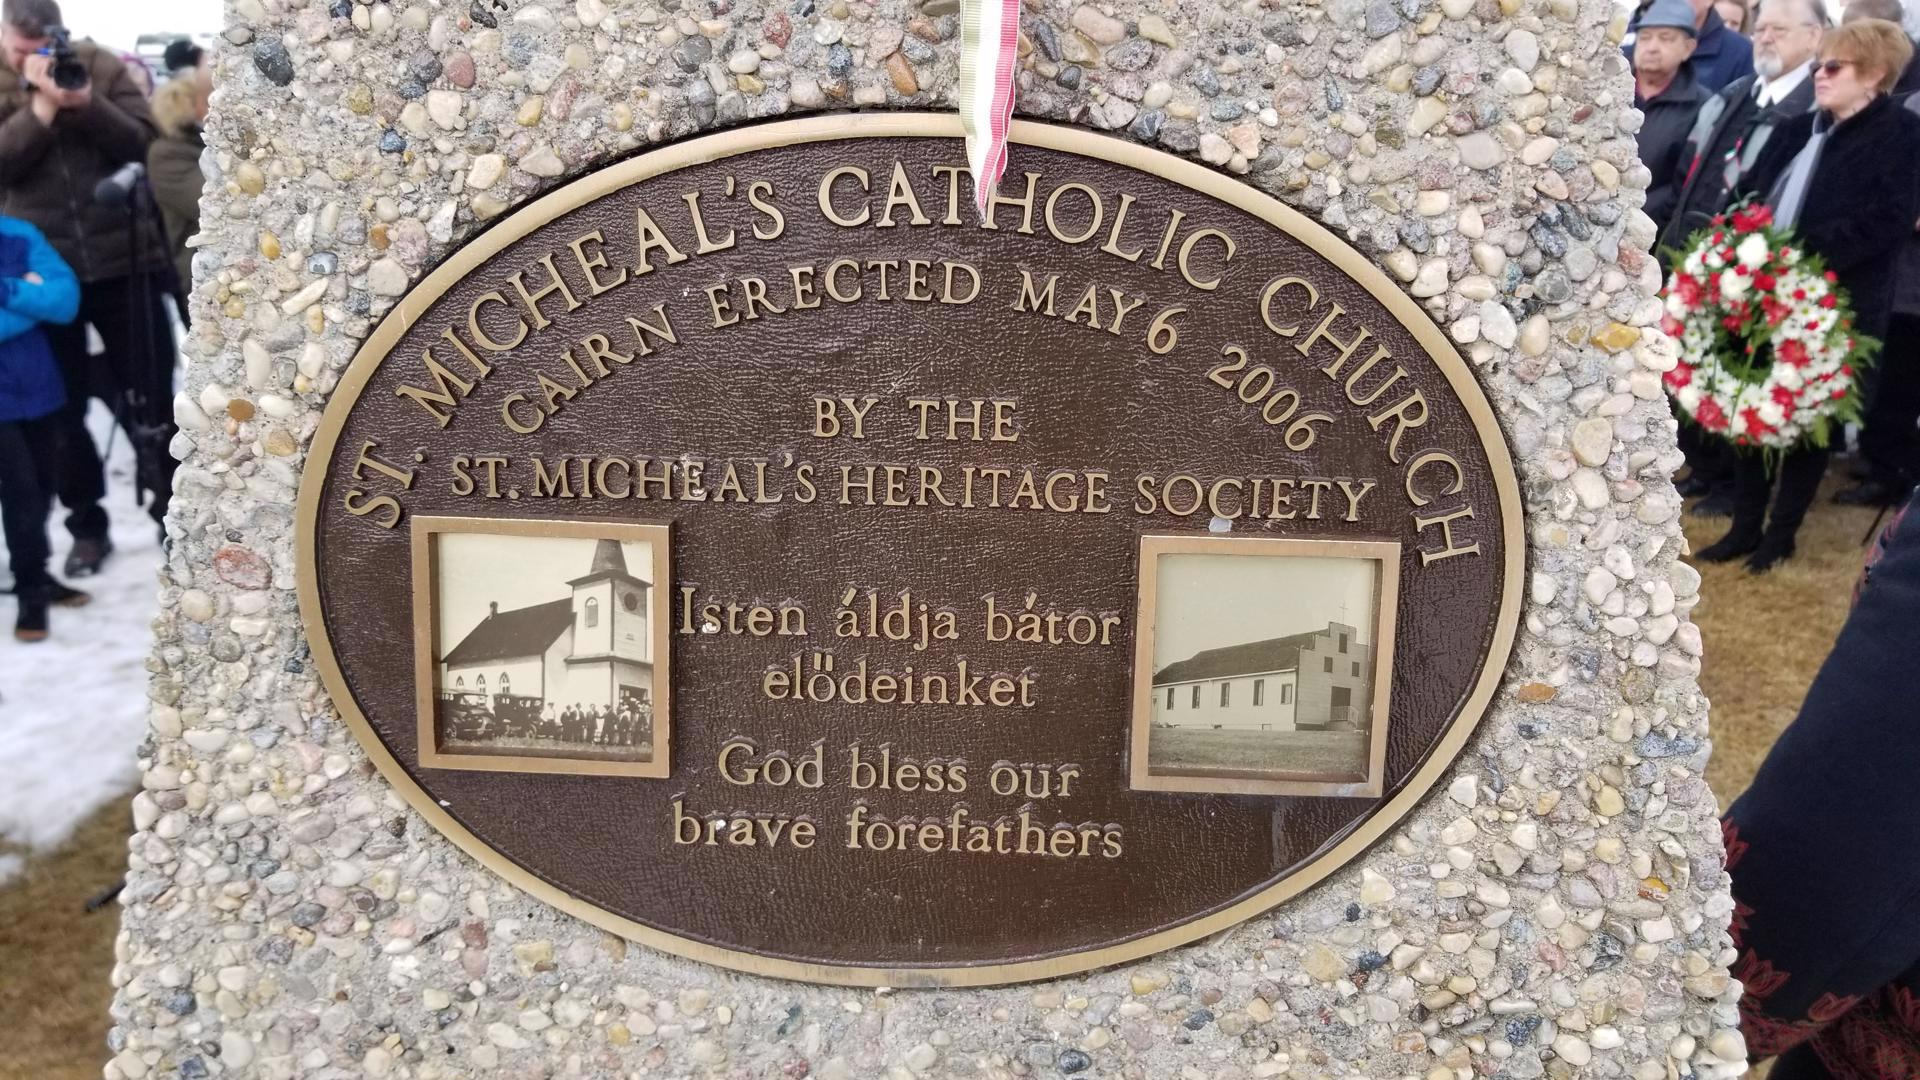 ST. MICHEAL'S CATHOLIC CHURCH
CAIRN ERECTED MAY 6 2006
BY THE
ST. MICHEAL'S HERITAGE SOCIETY
Isten áldja bátor
elödeinket
God bless our
brave forefathers